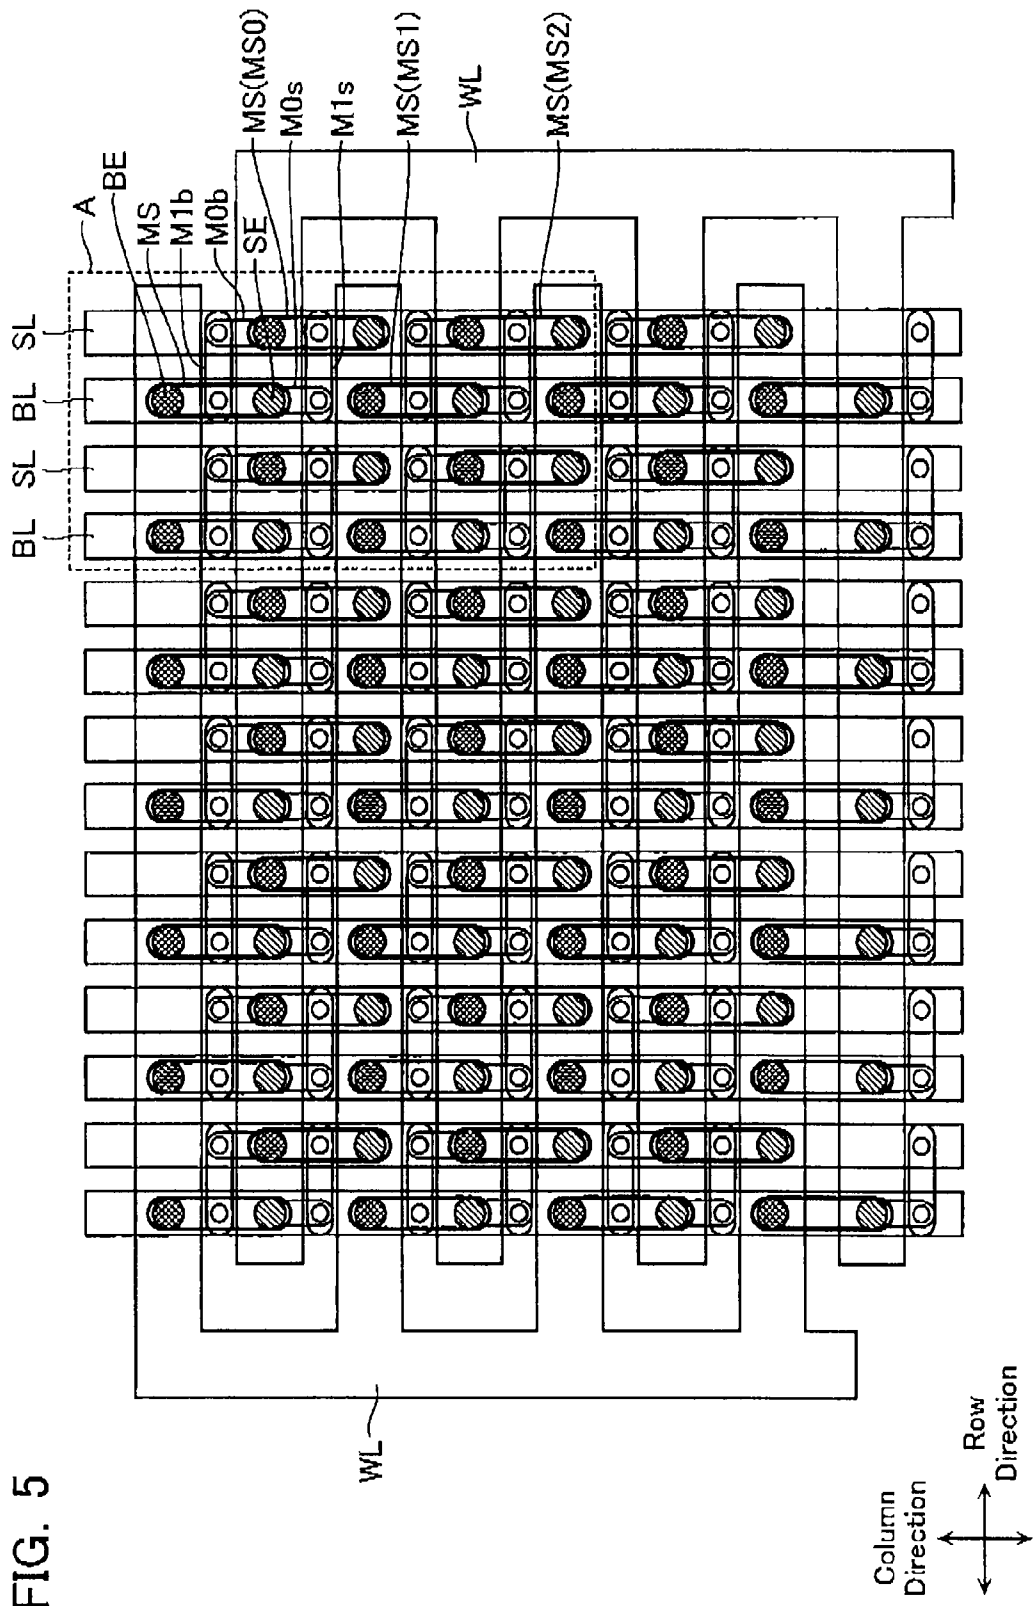 FIG. 5
BL
SL
BL
SL
A
BE
MS
M1b
M0b
SE
MS(MS0)
M0s
M1s
MS(MS1)
WL
MS(MS2)
WL
Column
Direction
Row
Direction